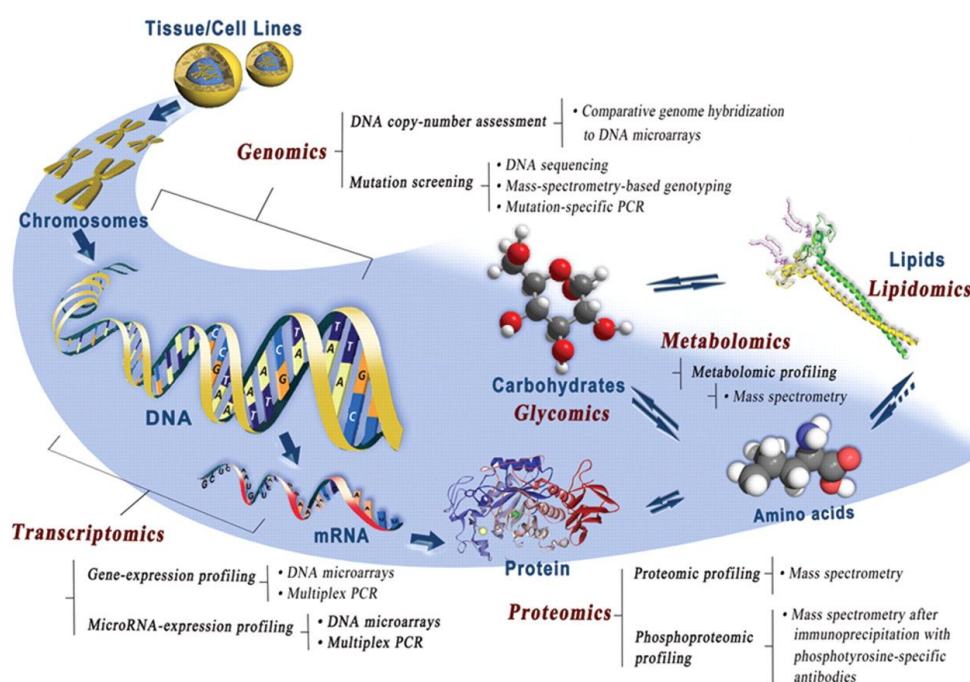 Tissue/Cell Lines
Chromosomes
DNA
mRNA
Genomics
DNA copy-number assessment
• Comparative genome hybridization
to DNA microarrays
Mutation screening
• DNA sequencing
• Mass-spectrometry-based genotyping
• Mutation-specific PCR
Lipids
Lipidomics
Carbohydrates
Glycomics
Metabolomics
Metabolomic profiling
• Mass spectrometry
Amino acids
Protein
Transcriptomics
Gene-expression profiling
• DNA microarrays
• Multiplex PCR
MicroRNA-expression profiling
• DNA microarrays
• Multiplex PCR
Proteomics
Proteomic profiling
• Mass spectrometry
Phosphoproteomic
profiling
• Mass spectrometry after
immunoprecipitation with
phosphotyrosine-specific
antibodies